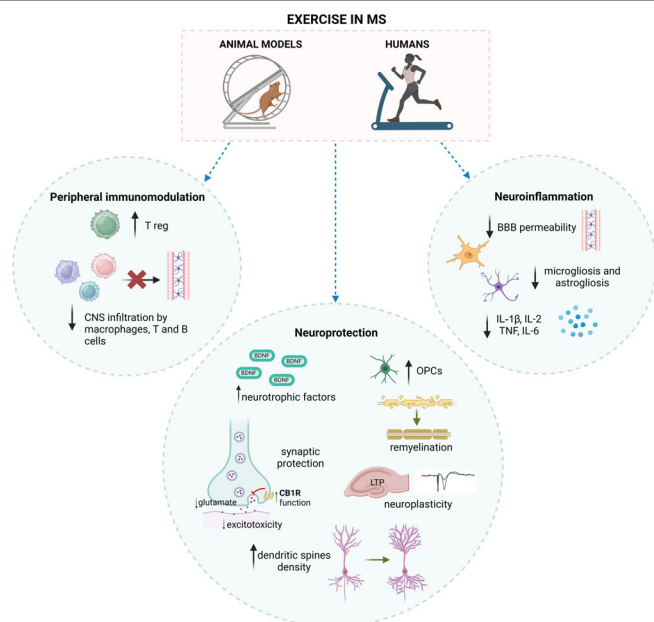 EXERCISE IN MS
ANIMAL MODELS
HUMANS
Peripheral immunomodulation
T reg
CNS infiltration by
macrophages, T and B
cells
Neuroinflammation
BBB permeability
microgliosis and
astrogliosis
IL-1β, IL-2
TNF, IL-6
Neuroprotection
BDNF
BDNF
BDNF
BDNF
neurotrophic factors
OPCs
remyelination
synaptic
protection
CB1R
function
glutamate
excitotoxicity
LTP
neuroplasticity
dendritic spines
density